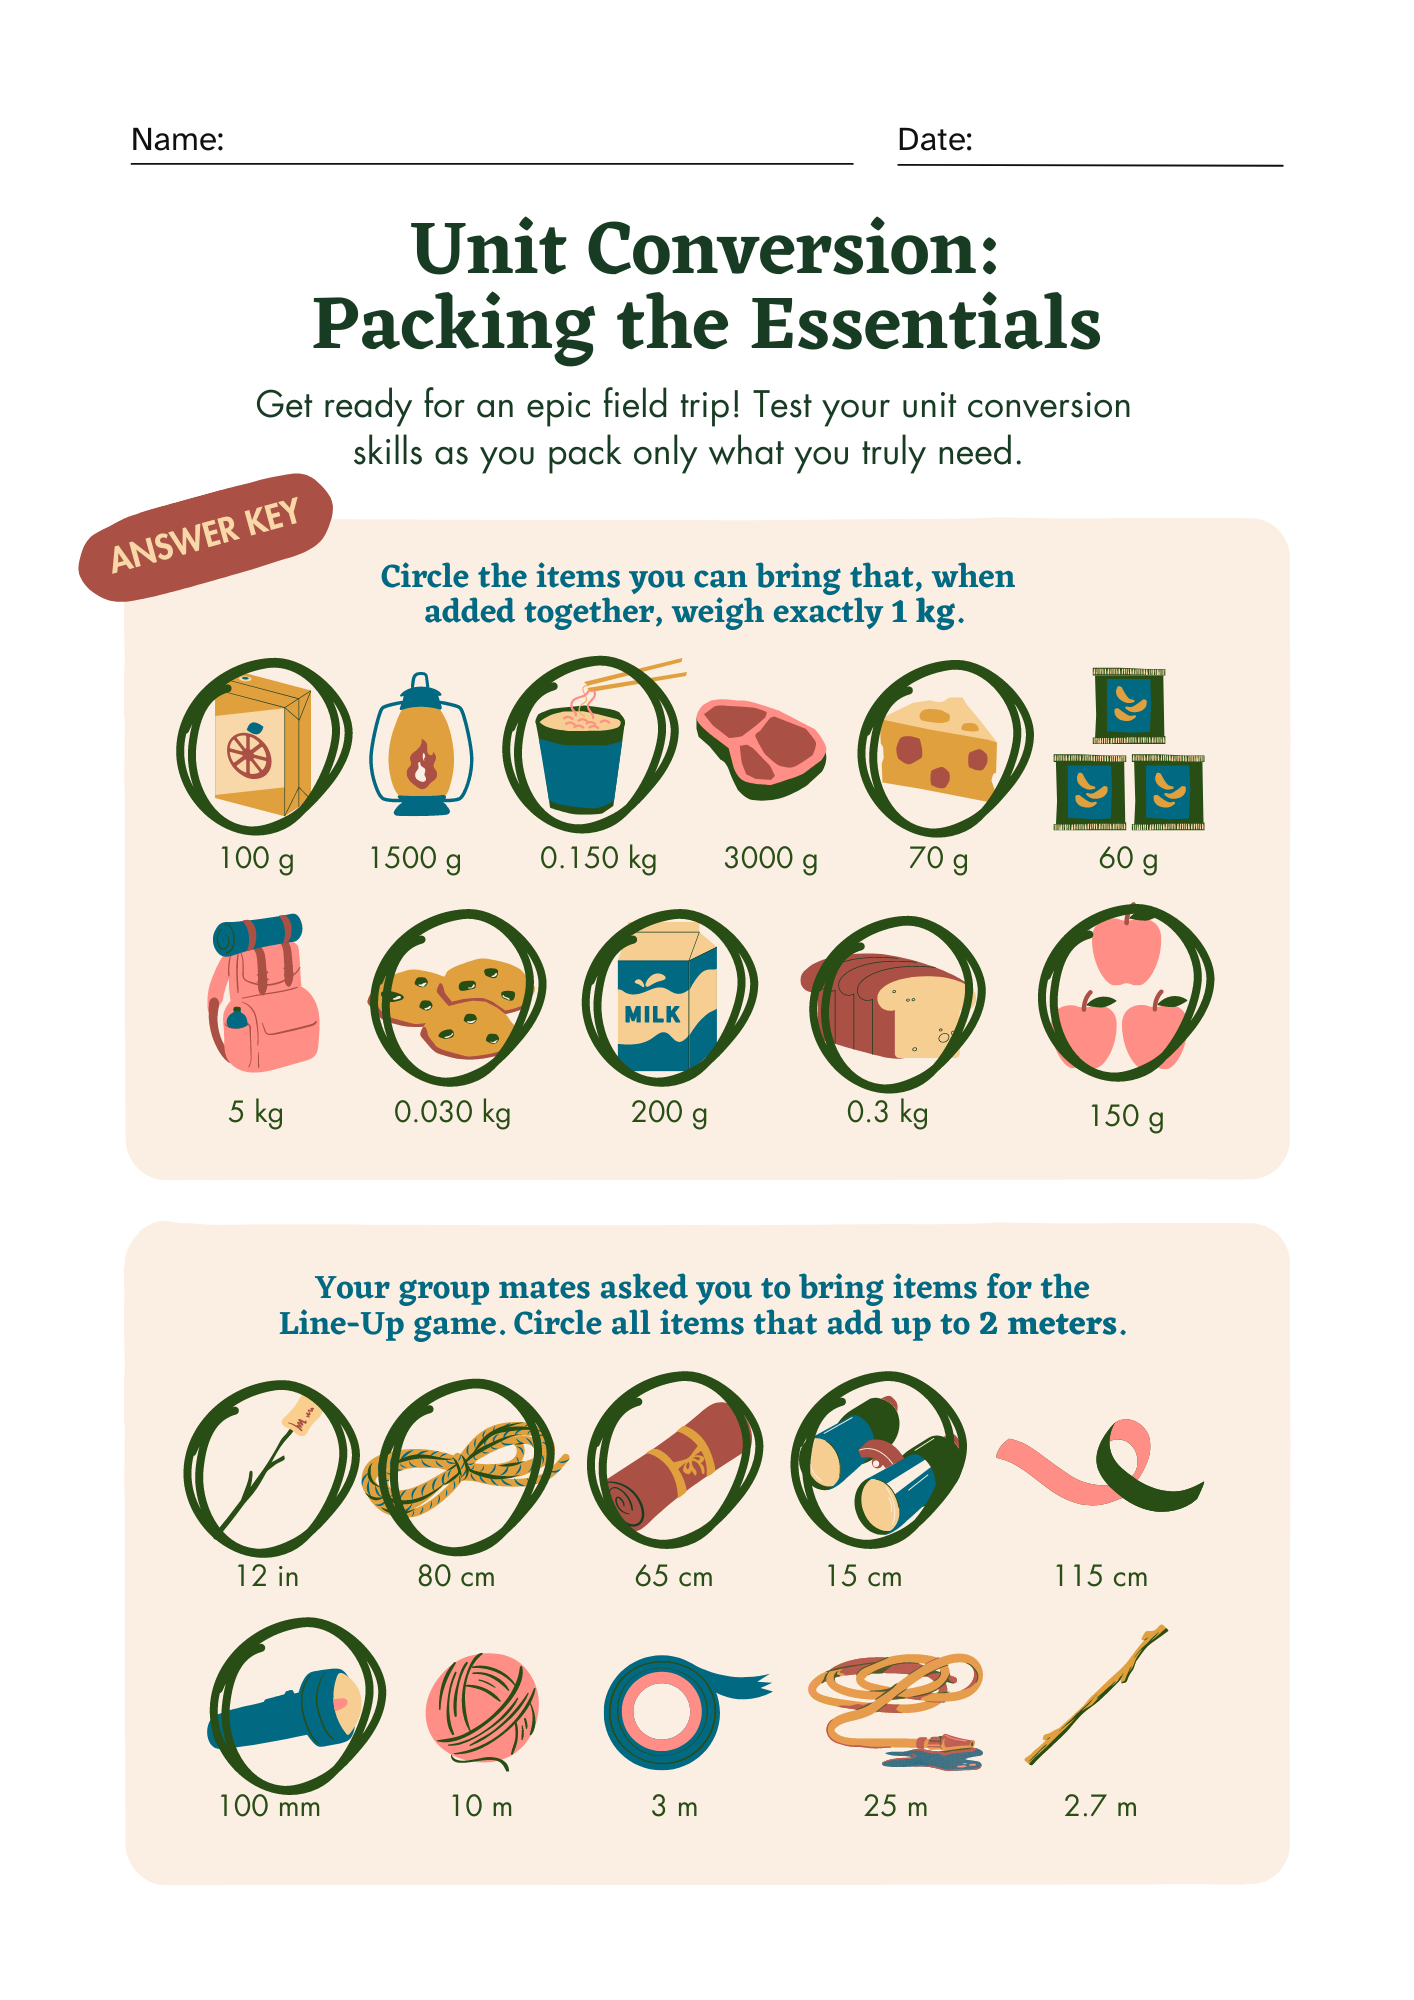 Name:
Date:
Unit Conversion:
Packing the Essentials
Get ready for an epic field trip! Test your unit conversion
skills as you pack only what you truly need.
ANSWER KEY
Circle the items you can bring that, when
added together, weigh exactly 1 kg.
100 g
1500 g
0.150 kg
3000 g
70 g
60 g
MILK
5 kg
0.030 kg
200 g
0.3 kg
150 g
Your group mates asked you to bring items for the
Line-Up game. Circle all items that add up to 2 meters.
12 in
80 cm
65 cm
15 cm
115 cm
100 mm
10 m
3 m
25 m
2.7 m